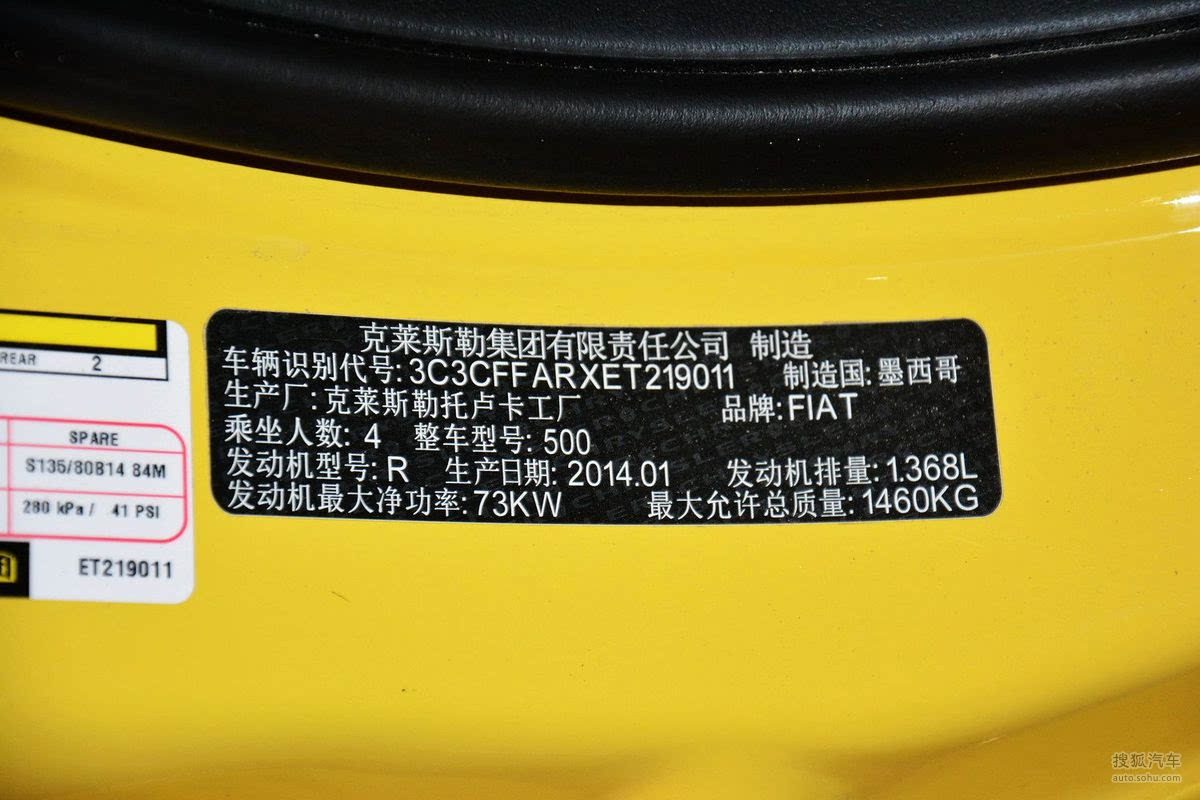 克莱斯勒集团有限责任公司 制造
车辆识别代号: 3C3CFFARXET219011 制造国: 墨西哥
生产厂: 克莱斯勒托卢卡工厂 品牌: FIAT
乘坐人数: 4 整车型号: 500
发动机型号: R 生产日期: 2014.01 发动机排量: 1.368L
发动机最大净功率: 73KW 最大允许总质量: 1460KG
REAR 2
SPARE
S135/80B14 84M
280 kPa / 41 PSI
ET219011
搜狐汽车
auto.sohu.com